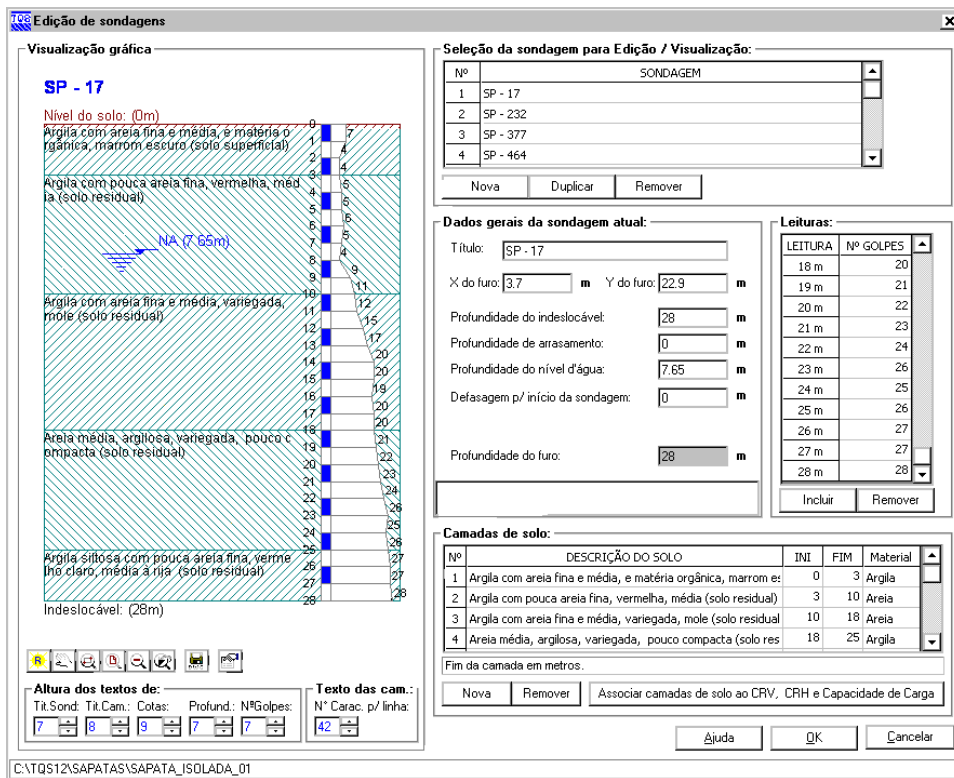 TQS Edição de sondagens
Visualização gráfica
SP - 17
Nível do solo: (0m)
Argila com areia fina e média, e matéria o
rgânica, marrom escuro (solo superficial)
Argila com pouca areia fina, vermelha, méd
ia (solo residual)
NA (7.65m)
Argila com areia fina e média, variegada,
mole (solo residual)
Areia média, argilosa, variegada, pouco c
ompacta (solo residual)
Argila siltosa com pouca areia fina, verme
lho claro, média à rija (solo residual)
Indeslocável: (28m)
0
1 7
2 4
3 4
4 5
5 5
6 6
7 5
8 4
9 9
10 11
11 12
12 15
13 17
14 20
15 20
16 19
17 20
18 20
19 21
20 22
21 23
22 24
23 26
24 25
25 26
26 27
27 27
28 28
Altura dos textos de:
Tit.Sond: Tit.Cam.: Cotas: Profund.: NºGolpes:
7 8 9 7 7
Texto das cam.:
N° Carac. p/ linha:
42
Seleção da sondagem para Edição / Visualização:
Nº SONDAGEM
1 SP - 17
2 SP - 232
3 SP - 377
4 SP - 464
Nova Duplicar Remover
Dados gerais da sondagem atual:
Título: SP - 17
X do furo: 3.7 m Y do furo: 22.9 m
Profundidade do indeslocável: 28 m
Profundidade de arrasamento: 0 m
Profundidade do nível d'água: 7.65 m
Defasagem p/ início da sondagem: 0 m
Profundidade do furo: 28 m
Leituras:
LEITURA Nº GOLPES
18 m 20
19 m 21
20 m 22
21 m 23
22 m 24
23 m 26
24 m 25
25 m 26
26 m 27
27 m 27
28 m 28
Incluir Remover
Camadas de solo:
Nº DESCRIÇÃO DO SOLO INI FIM Material
1 Argila com areia fina e média, e matéria orgânica, marrom es 0 3 Argila
2 Argila com pouca areia fina, vermelha, média (solo residual) 3 10 Areia
3 Argila com areia fina e média, variegada, mole (solo residual 10 18 Areia
4 Areia média, argilosa, variegada, pouco compacta (solo res 18 25 Argila
Fim da camada em metros.
Nova Remover Associar camadas de solo ao CRV, CRH e Capacidade de Carga
Ajuda OK Cancelar
C:\TQS12\SAPATAS\SAPATA_ISOLADA_01